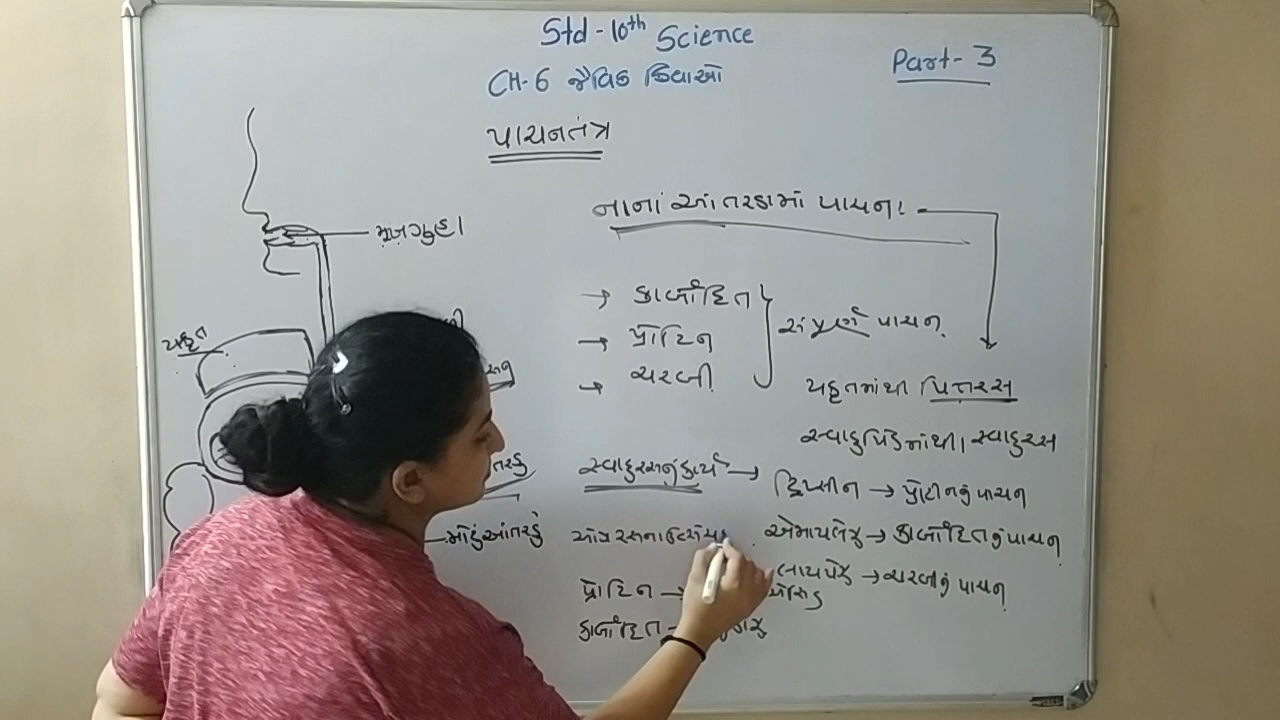 Std - 10th Science
Part - 3
CH-6 જૈવિક ક્રિયાઓ
પાચનતંત્ર
નાનાં આંતરડામાં પાચન:
મુખગુહા
→ કાર્બોદિત
→ પ્રોટિન
→ ચરબી
સંપૂર્ણ પાચન
યકૃત
યકૃતમાંથી પિત્તરસ
સ્વાદુપિંડમાંથી સ્વાદુરસ
સ્વાદુરસનું કાર્ય →
ટ્રિપ્સીન → પ્રોટીનનું પાચન
એમાયલેઝ → કાર્બોદિતનું પાચન
લાયપેઝ → ચરબીનું પાચન
મોટું આંતરડું
આંત્રરસના
પ્રોટિન →
કાર્બોદિત